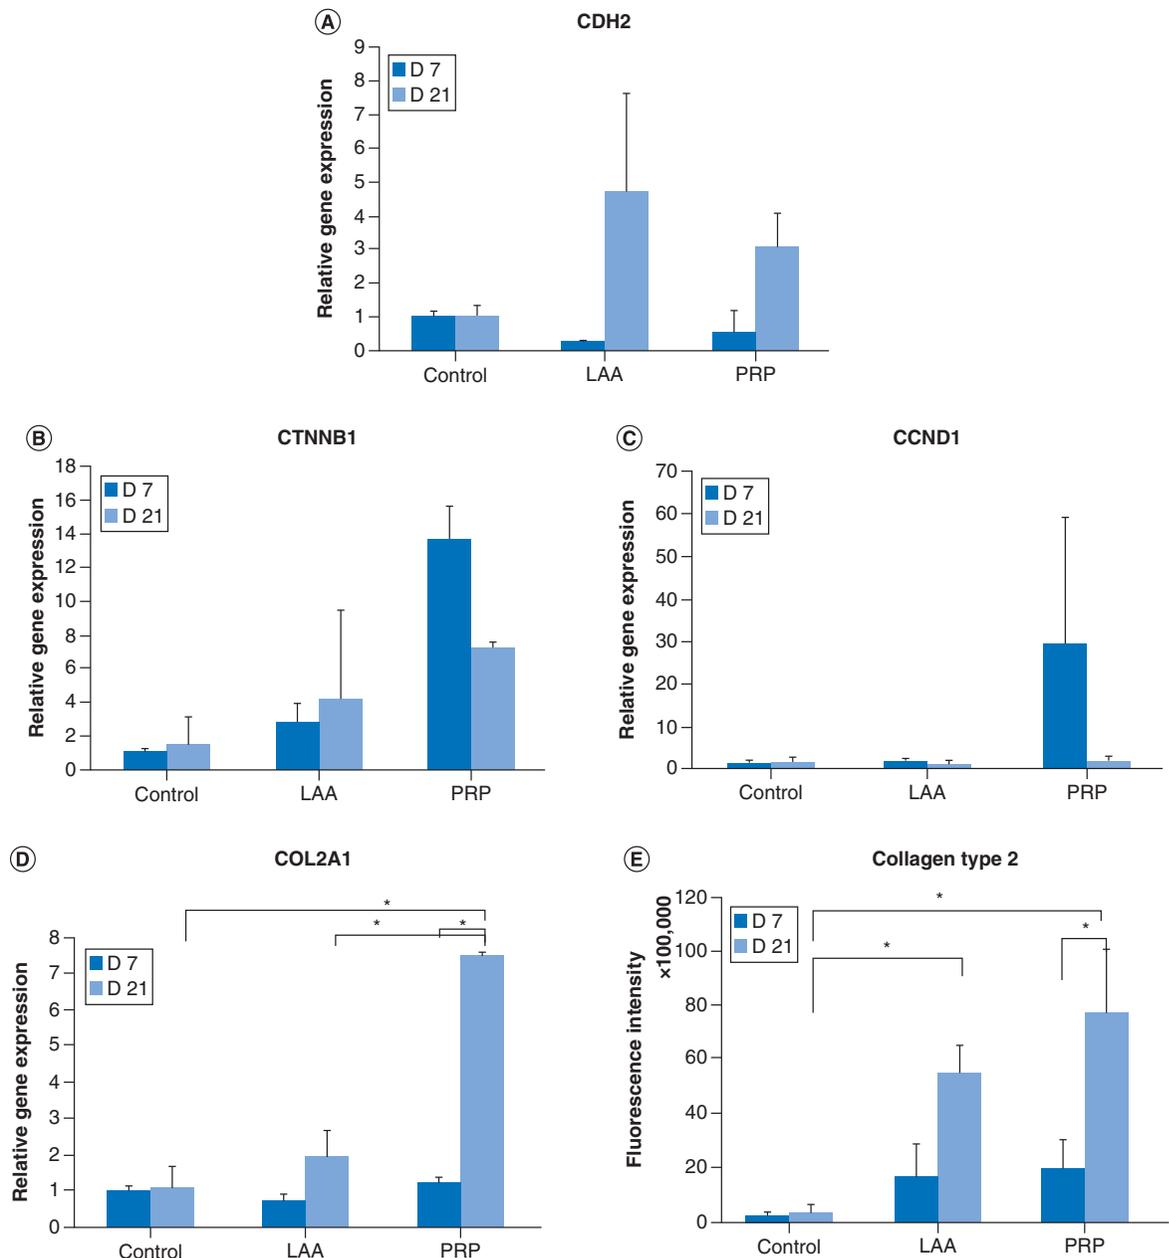 A
CDH2
Relative gene expression
9
8
7
6
5
4
3
2
1
0
D 7
D 21
Control
LAA
PRP
B
CTNNB1
Relative gene expression
18
16
14
12
10
8
6
4
2
0
D 7
D 21
Control
LAA
PRP
C
CCND1
Relative gene expression
70
60
50
40
30
20
10
0
D 7
D 21
Control
LAA
PRP
D
COL2A1
Relative gene expression
8
7
6
5
4
3
2
1
0
D 7
D 21
*
*
*
Control
LAA
PRP
E
Collagen type 2
Fluorescence intensity
×100,000
120
100
80
60
40
20
0
D 7
D 21
*
*
*
Control
LAA
PRP